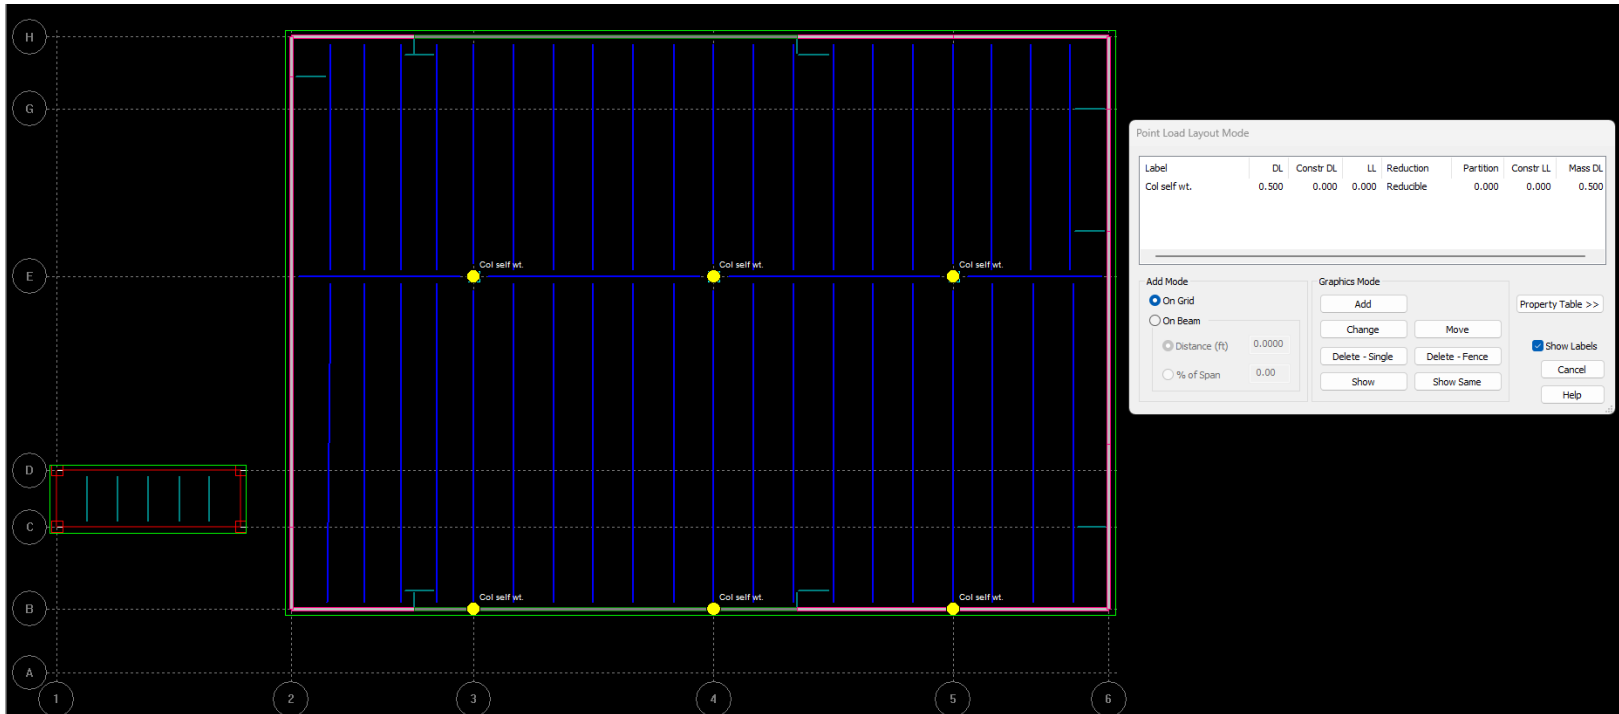 H
G
E
D
C
B
A
1
2
3
4
5
6
Col self wt.
Col self wt.
Col self wt.
Col self wt.
Col self wt.
Col self wt.
Point Load Layout Mode
Label DL Constr DL LL Reduction Partition Constr LL Mass DL
Col self wt. 0.500 0.000 0.000 Reducible 0.000 0.000 0.500
Add Mode
On Grid
On Beam
Distance (ft) 0.0000
% of Span 0.00
Graphics Mode
Add
Change Move
Delete - Single Delete - Fence
Show Show Same
Property Table >>
Show Labels
Cancel
Help